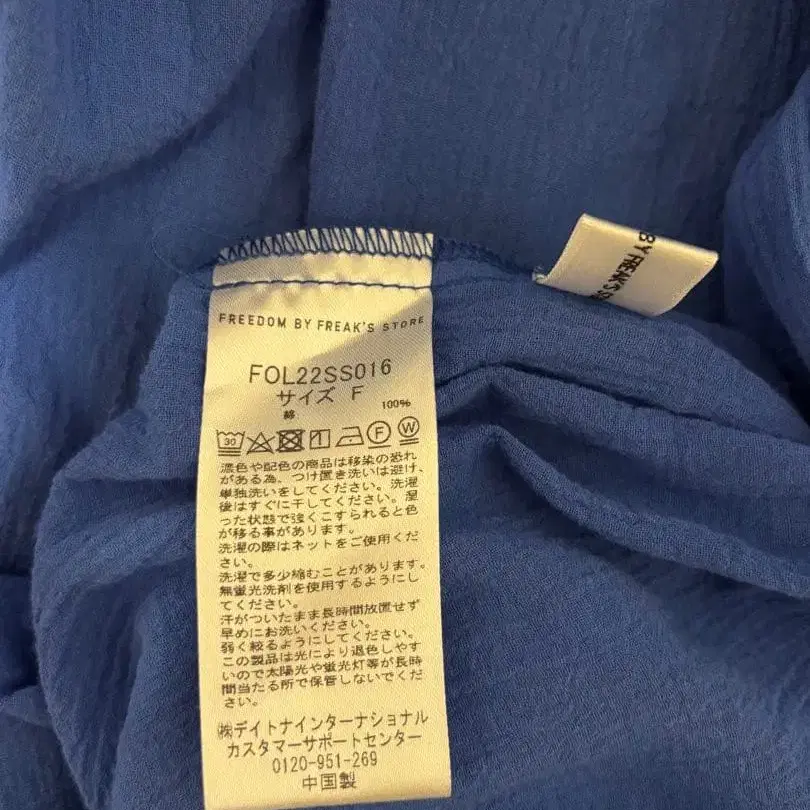 FREEDOM BY FREAK'S STORE
FOL22SS016
サイズ F
綿 100%
30
F
W
濃色や配色の商品は移染の恐れ
がある為、つけ置き洗いは避け、
単独洗いをしてください。洗濯
後はすぐに干してください。湿
った状態で強くこすられると色
が移る事があります。
洗濯の際はネットをご使用くだ
さい。
洗濯で多少縮むことがあります。
無蛍光洗剤を使用するようにし
てください。
汗がついたまま長時間放置せず
早めにお洗いください。
弱く絞るようにしてください。
この製品は光により退色しやす
いので太陽光や蛍光灯等が長時
間当たる所で保管しないでくだ
さい。
㈱デイトナインターナショナル
カスタマーサポートセンター
0120-951-269
中国製
BY FREAK'S